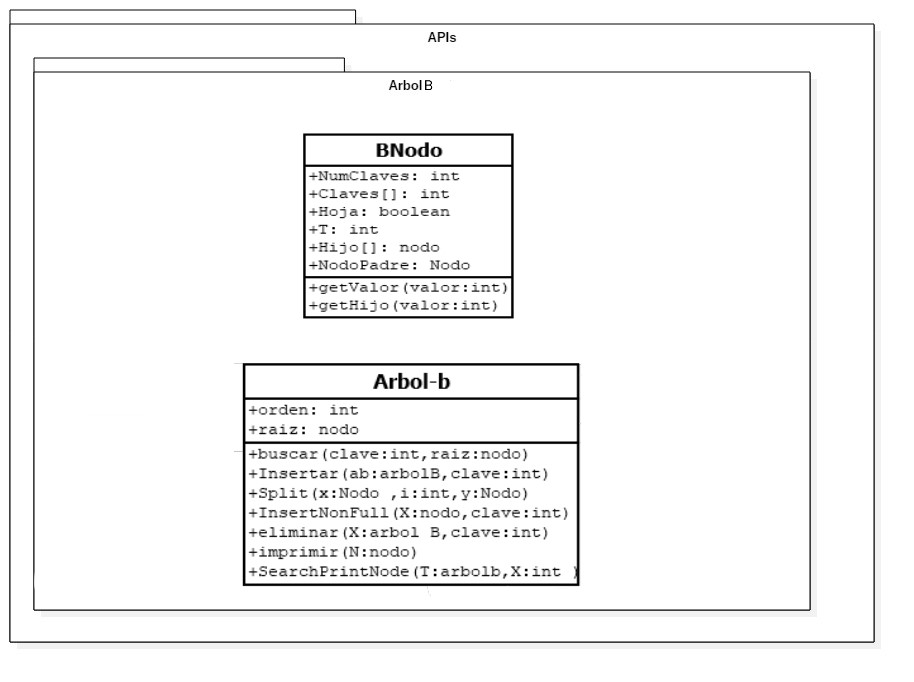 APIs
ArbolB
BNodo
+NumClaves: int
+Claves[]: int
+Hoja: boolean
+T: int
+Hijo[]: nodo
+NodoPadre: Nodo
+getValor(valor:int)
+getHijo(valor:int)
Arbol-b
+orden: int
+raiz: nodo
+buscar(clave:int,raiz:nodo)
+Insertar(ab:arbolB,clave:int)
+Split(x:Nodo ,i:int,y:Nodo)
+InsertNonFull(X:nodo,clave:int)
+eliminar(X:arbol B,clave:int)
+imprimir(N:nodo)
+SearchPrintNode(T:arbolb,X:int )